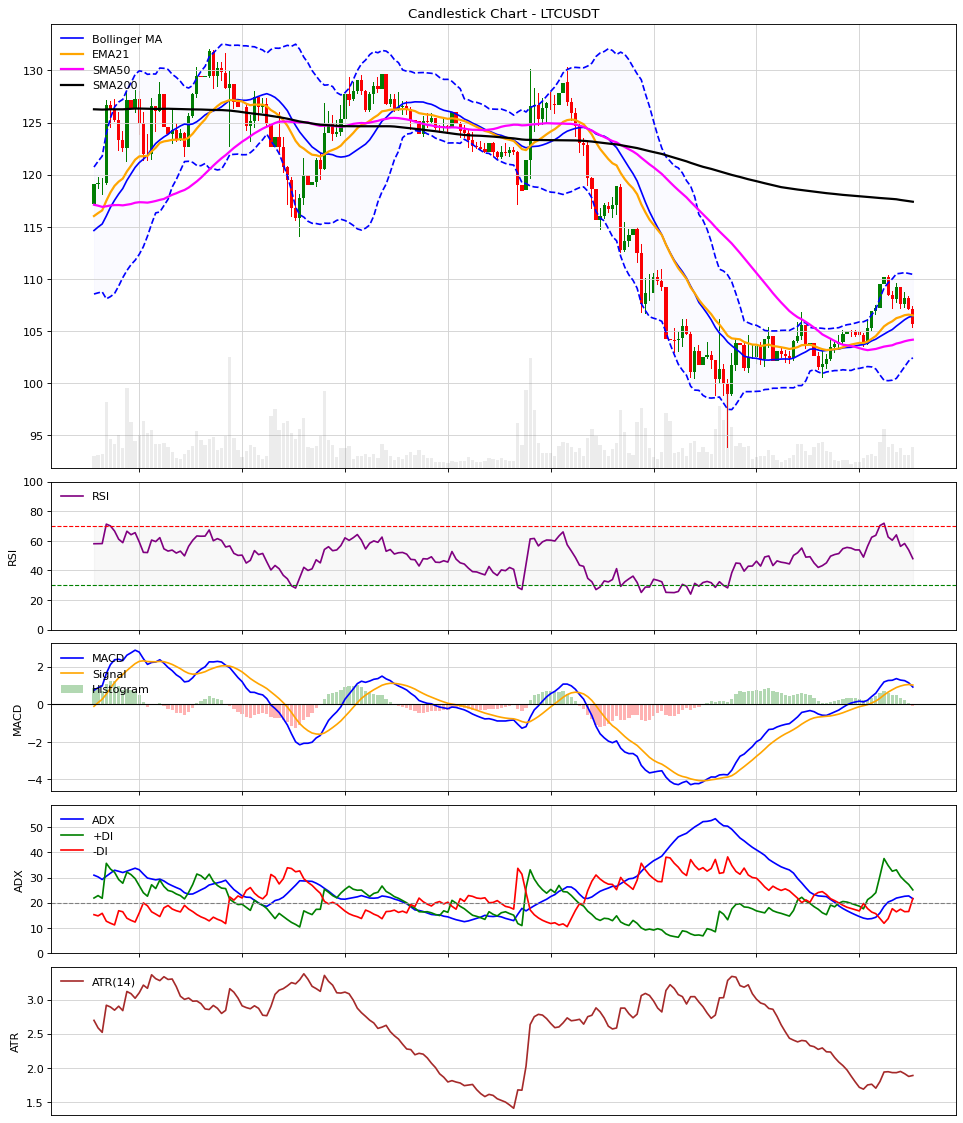 Candlestick Chart - LTCUSDT
Bollinger MA
EMA21
SMA50
SMA200
130
125
120
115
110
105
100
95
RSI
100
80
60
40
20
0
RSI
MACD
Signal
Histogram
2
0
−2
−4
MACD
ADX
+DI
-DI
50
40
30
20
10
0
ADX
ATR(14)
3.0
2.5
2.0
1.5
ATR